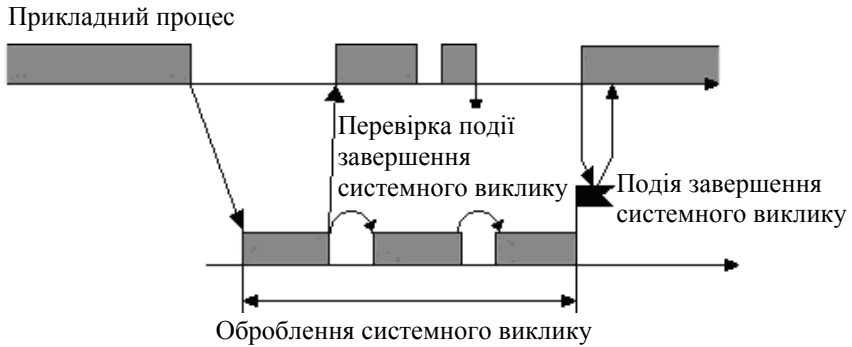 Прикладний процес
Перевірка події
завершення
системного виклику
Подія завершення
системного виклику
Оброблення системного виклику